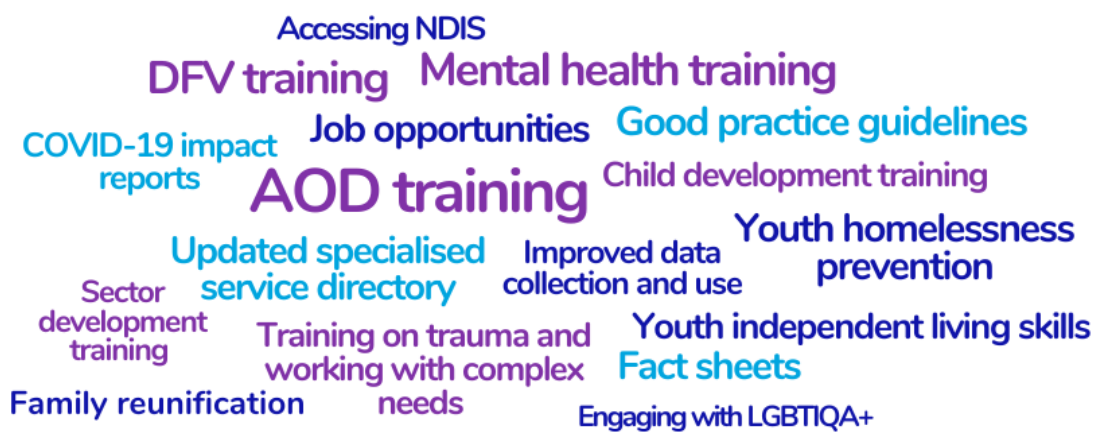 Accessing NDIS
DFV training
Mental health training
Job opportunities
Good practice guidelines
COVID-19 impact
reports
AOD training
Child development training
Youth homelessness
prevention
Updated specialised
service directory
Improved data
collection and use
Sector
development
training
Training on trauma and
working with complex
needs
Youth independent living skills
Fact sheets
Family reunification
Engaging with LGBTIQA+